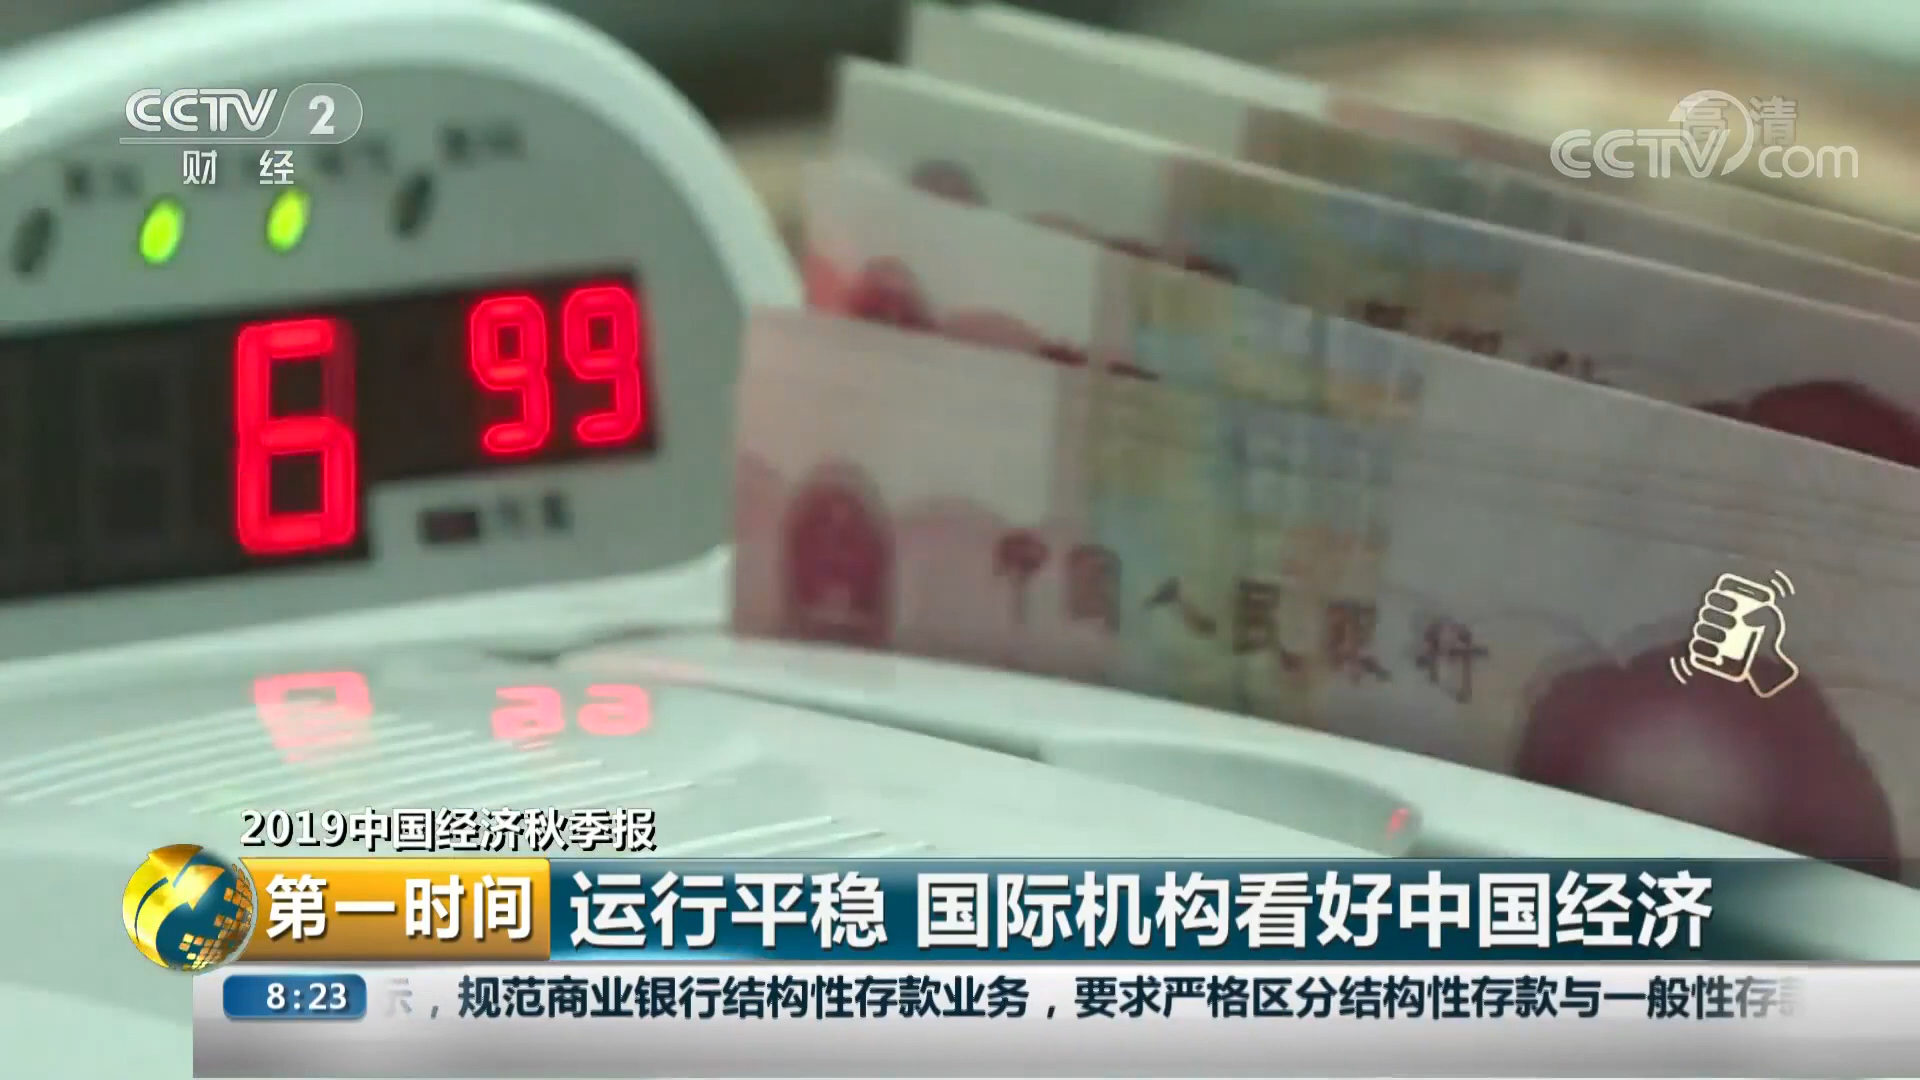 CCTV 2
财 经
高清
CCTV.com
6 99
中国人民银行
2019中国经济秋季报
第一时间 运行平稳 国际机构看好中国经济
8:23 ，规范商业银行结构性存款业务，要求严格区分结构性存款与一般性存